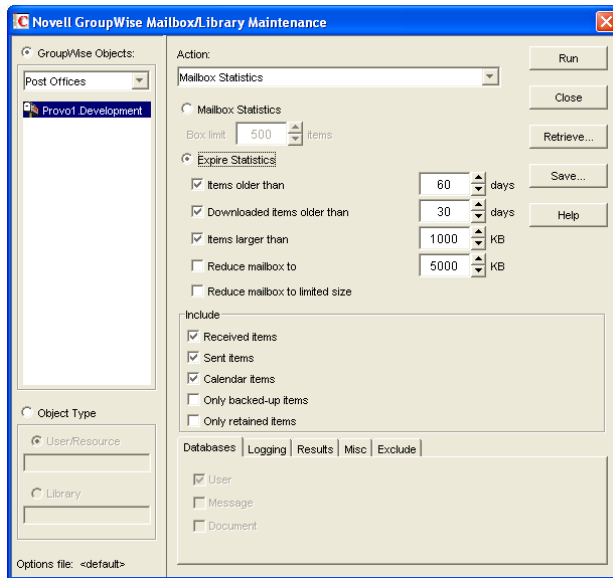 Novell GroupWise Mailbox/Library Maintenance
GroupWise Objects:
Post Offices
Provo1.Development
Object Type
User/Resource
Library
Options file: <default>
Action:
Mailbox Statistics
Mailbox Statistics
Box limit 500 items
Expire Statistics
Items older than 60 days
Downloaded items older than 30 days
Items larger than 1000 KB
Reduce mailbox to 5000 KB
Reduce mailbox to limited size
Include
Received items
Sent items
Calendar items
Only backed-up items
Only retained items
Databases Logging Results Misc Exclude
User
Message
Document
Run
Close
Retrieve...
Save...
Help